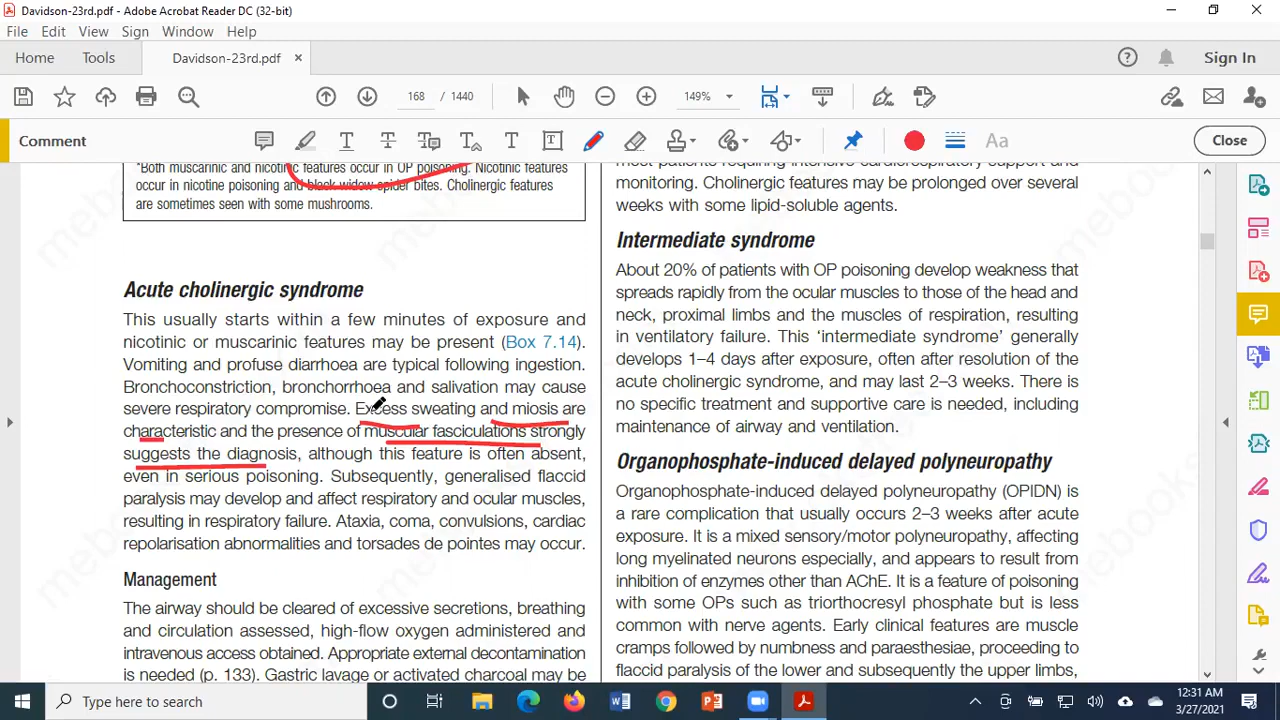 Davidson-23rd.pdf - Adobe Acrobat Reader DC (32-bit)
File Edit View Sign Window Help
Home Tools Davidson-23rd.pdf × Sign In
168 / 1440 149%
Comment Close
*Both muscarinic and nicotinic features occur in OP poisoning. Nicotinic features
occur in nicotine poisoning and black widow spider bites. Cholinergic features
are sometimes seen with some mushrooms.
Acute cholinergic syndrome
This usually starts within a few minutes of exposure and
nicotinic or muscarinic features may be present (Box 7.14).
Vomiting and profuse diarrhoea are typical following ingestion.
Bronchoconstriction, bronchorrhoea and salivation may cause
severe respiratory compromise. Excess sweating and miosis are
characteristic and the presence of muscular fasciculations strongly
suggests the diagnosis, although this feature is often absent,
even in serious poisoning. Subsequently, generalised flaccid
paralysis may develop and affect respiratory and ocular muscles,
resulting in respiratory failure. Ataxia, coma, convulsions, cardiac
repolarisation abnormalities and torsades de pointes may occur.
Management
The airway should be cleared of excessive secretions, breathing
and circulation assessed, high-flow oxygen administered and
intravenous access obtained. Appropriate external decontamination
is needed (p. 133). Gastric lavage or activated charcoal may be
most patients requiring intensive cardiorespiratory support and
monitoring. Cholinergic features may be prolonged over several
weeks with some lipid-soluble agents.
Intermediate syndrome
About 20% of patients with OP poisoning develop weakness that
spreads rapidly from the ocular muscles to those of the head and
neck, proximal limbs and the muscles of respiration, resulting
in ventilatory failure. This ‘intermediate syndrome’ generally
develops 1–4 days after exposure, often after resolution of the
acute cholinergic syndrome, and may last 2–3 weeks. There is
no specific treatment and supportive care is needed, including
maintenance of airway and ventilation.
Organophosphate-induced delayed polyneuropathy
Organophosphate-induced delayed polyneuropathy (OPIDN) is
a rare complication that usually occurs 2–3 weeks after acute
exposure. It is a mixed sensory/motor polyneuropathy, affecting
long myelinated neurons especially, and appears to result from
inhibition of enzymes other than AChE. It is a feature of poisoning
with some OPs such as triorthocresyl phosphate but is less
common with nerve agents. Early clinical features are muscle
cramps followed by numbness and paraesthesiae, proceeding to
flaccid paralysis of the lower and subsequently the upper limbs,
Type here to search
12:31 AM
3/27/2021